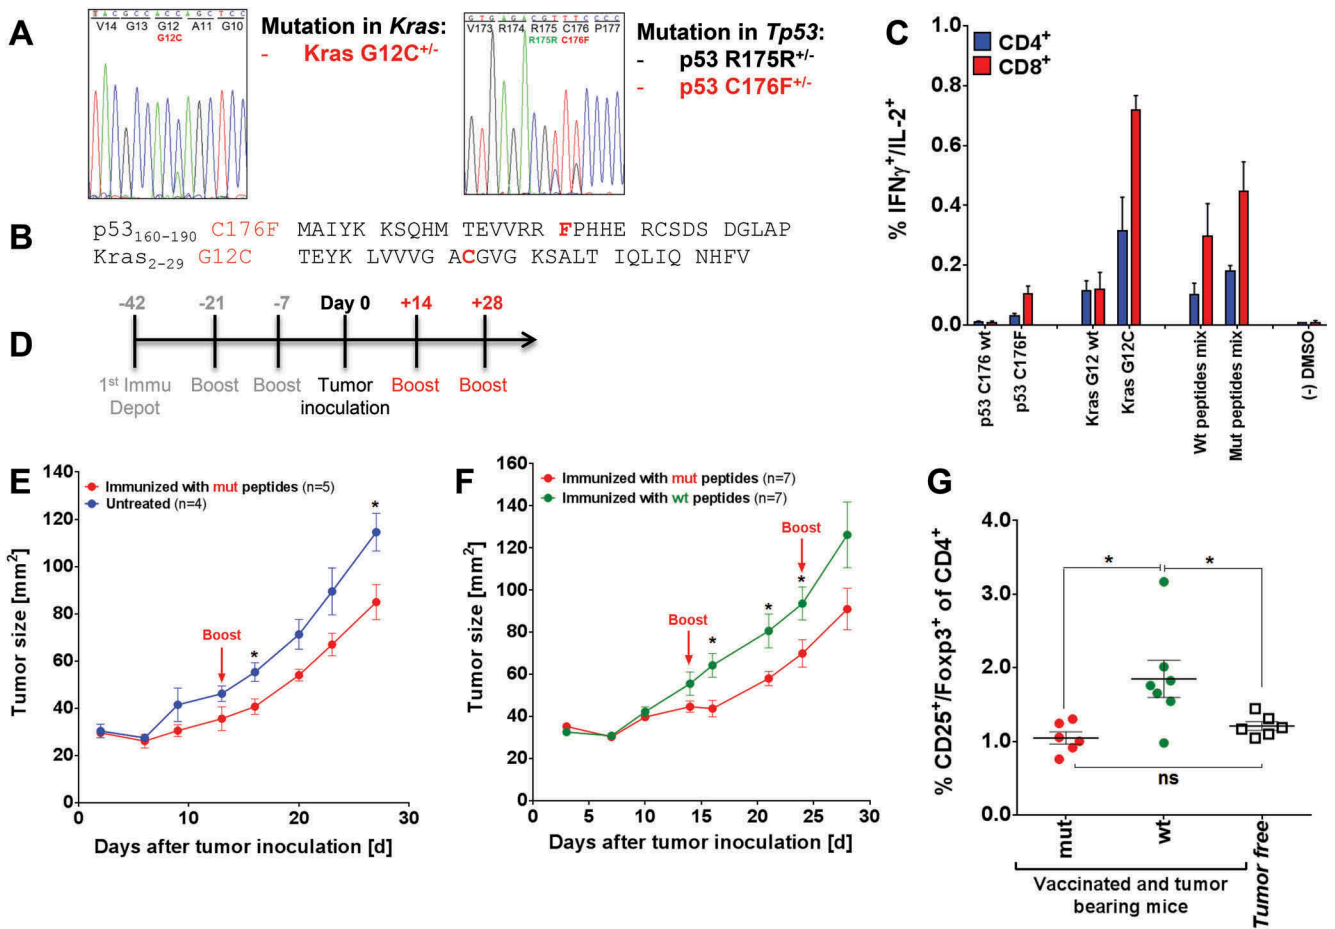 A
T A C G C C A C C A G C T C C
V14 G13 G12 A11 G10
G12C
Mutation in Kras:
- Kras G12C+/-
G T G A G A C G T T T C C C C
V173 R174 R175 C176 P177
R175R C176F
Mutation in Tp53:
- p53 R175R+/-
- p53 C176F+/-
B
p53160-190 C176F MAIYK KSQHM TEVVRR FPHHE RCSDS DGLAP
Kras2-29 G12C TEYK LVVVG ACGVG KSALT IQLIQ NHFV
C
CD4+
CD8+
% IFNγ+/IL-2+
1.0
0.8
0.6
0.4
0.2
0.0
p53 C176 wt
p53 C176F
Kras G12 wt
Kras G12C
Wt peptides mix
Mut peptides mix
(-) DMSO
D
-42 -21 -7 Day 0 +14 +28
1st Immu Boost Boost Tumor Boost Boost
Depot inoculation
E
Immunized with mut peptides (n=5)
Untreated (n=4)
Tumor size [mm2]
140
120
100
80
60
40
20
0
Boost
*
*
0 10 20 30
Days after tumor inoculation [d]
F
Immunized with mut peptides (n=7)
Immunized with wt peptides (n=7)
Tumor size [mm2]
160
140
120
100
80
60
40
20
0
Boost
Boost
*
*
*
0 5 10 15 20 25 30
Days after tumor inoculation [d]
G
% CD25+/Foxp3+ of CD4+
4.0
3.0
2.0
1.0
0.0
*
*
ns
mut
wt
Tumor free
Vaccinated and tumor
bearing mice